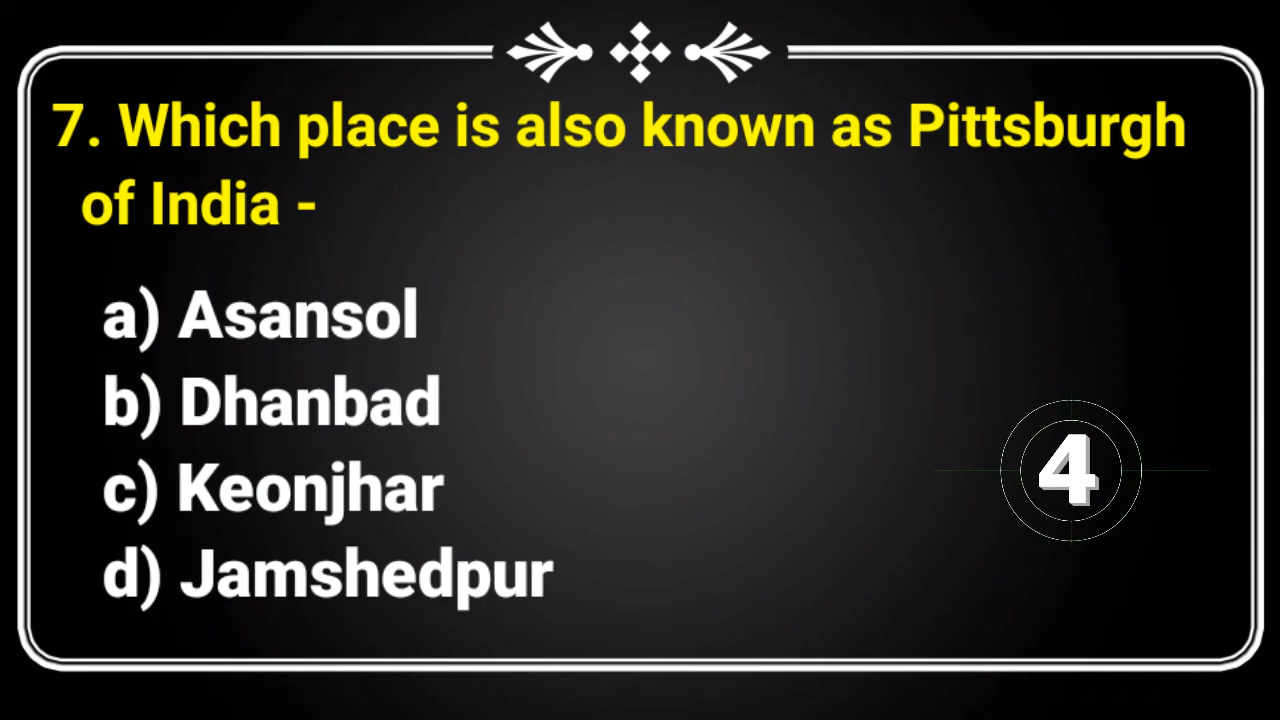 7. Which place is also known as Pittsburgh
of India -
a) Asansol
b) Dhanbad
c) Keonjhar
4
d) Jamshedpur